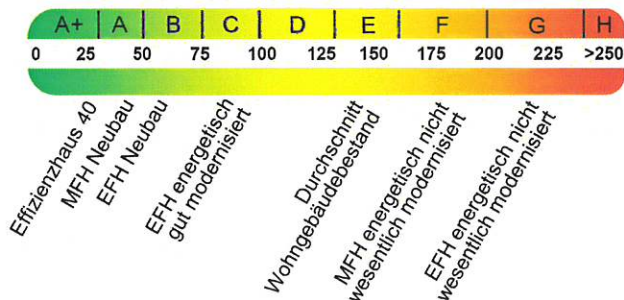 A+ A B C D E F G H
0 25 50 75 100 125 150 175 200 225 >250
Effizienzhaus 40
MFH Neubau
EFH Neubau
EFH energetisch
gut modernisiert
Durchschnitt
Wohngebäudebestand
MFH energetisch nicht
wesentlich modernisiert
EFH energetisch nicht
wesentlich modernisiert